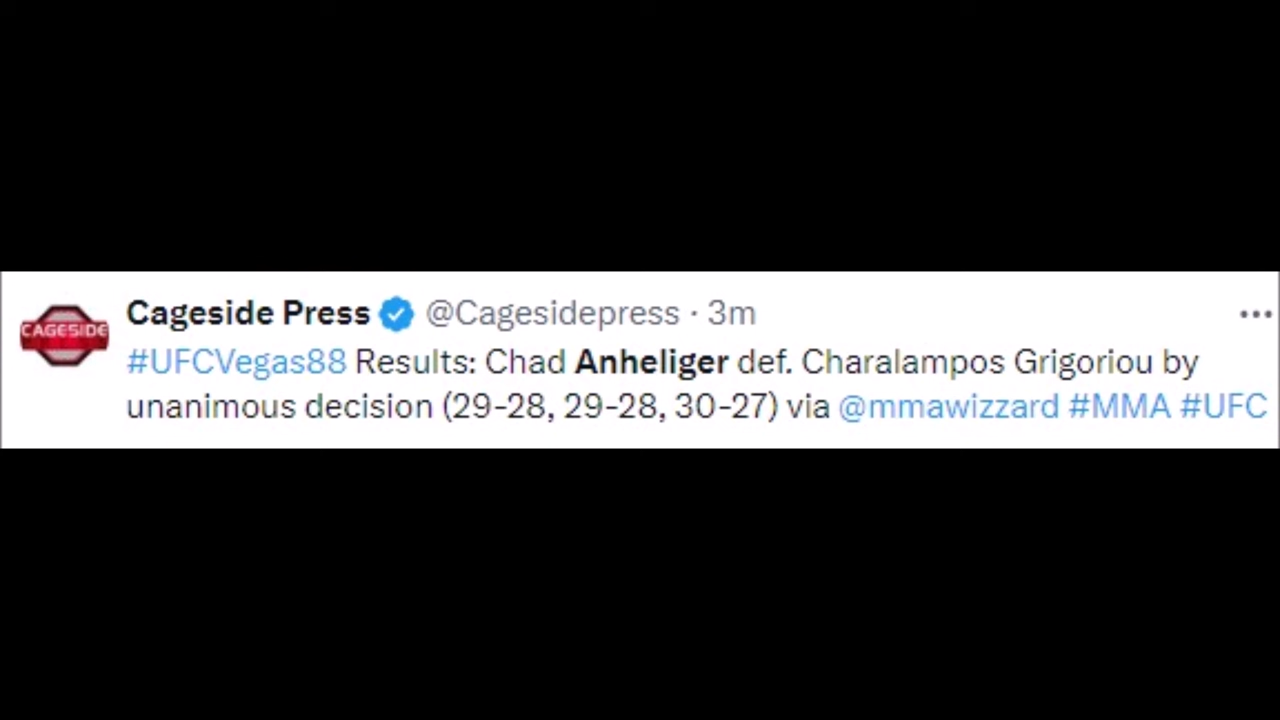 CAGESIDE
Cageside Press @Cagesidepress · 3m
#UFCVegas88 Results: Chad Anheliger def. Charalampos Grigoriou by
unanimous decision (29-28, 29-28, 30-27) via @mmawizzard #MMA #UFC